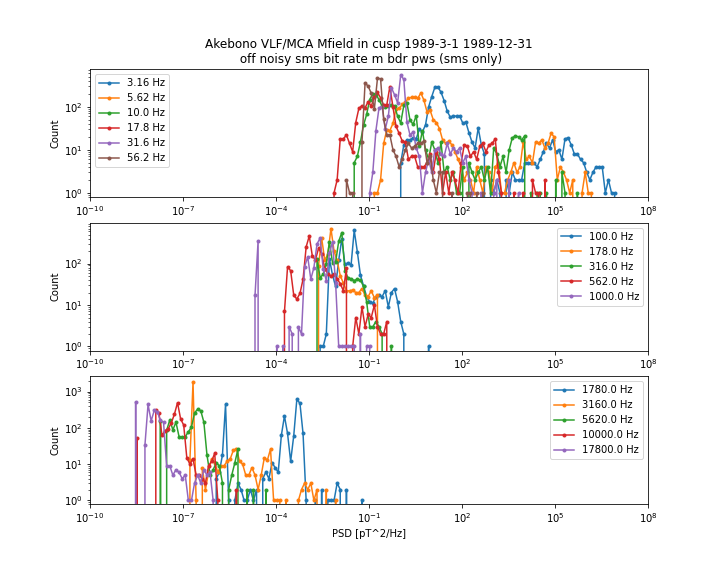 Akebono VLF/MCA Mfield in cusp 1989-3-1 1989-12-31
off noisy sms bit rate m bdr pws (sms only)
Count
10^2
10^1
10^0
3.16 Hz
5.62 Hz
10.0 Hz
17.8 Hz
31.6 Hz
56.2 Hz
10^-10 10^-7 10^-4 10^-1 10^2 10^5 10^8
Count
10^2
10^1
10^0
100.0 Hz
178.0 Hz
316.0 Hz
562.0 Hz
1000.0 Hz
10^-10 10^-7 10^-4 10^-1 10^2 10^5 10^8
Count
10^3
10^2
10^1
10^0
1780.0 Hz
3160.0 Hz
5620.0 Hz
10000.0 Hz
17800.0 Hz
10^-10 10^-7 10^-4 10^-1 10^2 10^5 10^8
PSD [pT^2/Hz]